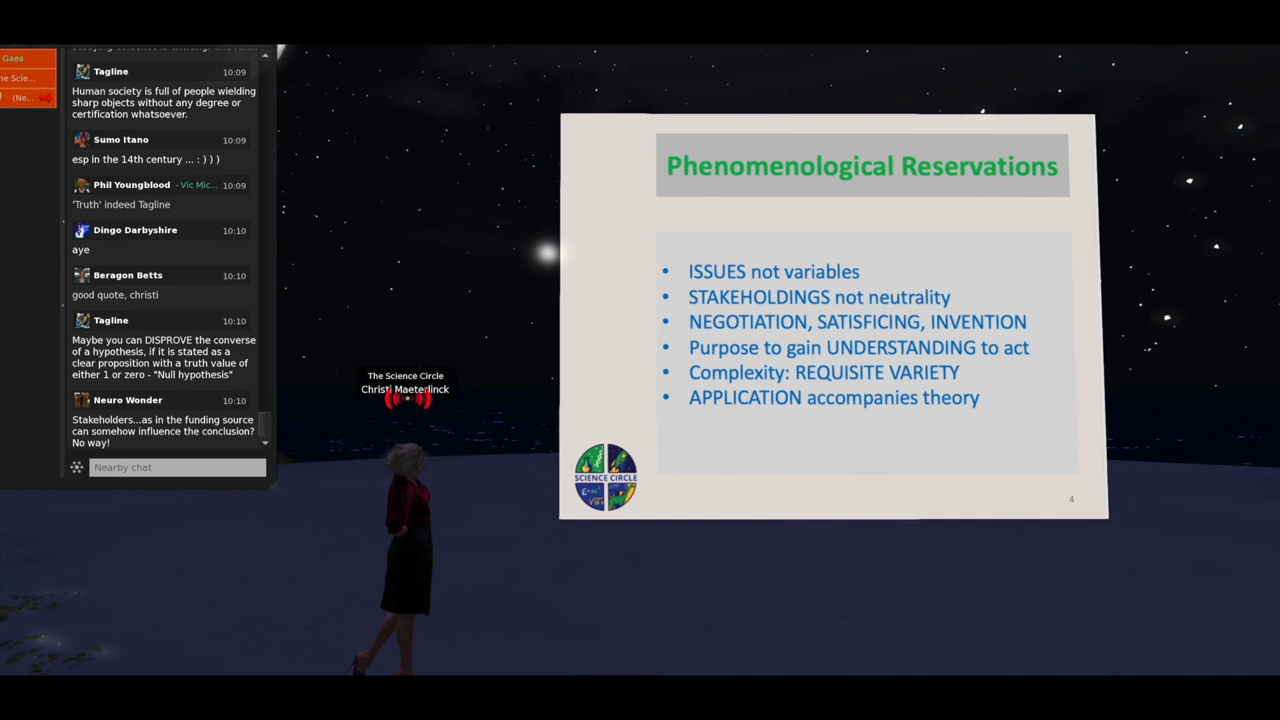 Gaea
he Scie...
(Ne...
Tagline 10:09
Human society is full of people wielding
sharp objects without any degree or
certification whatsoever.
Sumo Itano 10:09
esp in the 14th century ... : ) ) )
Phil Youngblood - Vic Mic... 10:09
'Truth' indeed Tagline
Dingo Darbyshire 10:10
aye
Beragon Betts 10:10
good quote, christi
Tagline 10:10
Maybe you can DISPROVE the converse
of a hypothesis, if it is stated as a
clear proposition with a truth value of
either 1 or zero - "Null hypothesis"
Neuro Wonder 10:10
Stakeholders...as in the funding source
can somehow influence the conclusion?
No way!
Nearby chat
The Science Circle
Christi Maeterlinck
Phenomenological Reservations
• ISSUES not variables
• STAKEHOLDINGS not neutrality
• NEGOTIATION, SATISFICING, INVENTION
• Purpose to gain UNDERSTANDING to act
• Complexity: REQUISITE VARIETY
• APPLICATION accompanies theory
SCIENCE CIRCLE
4